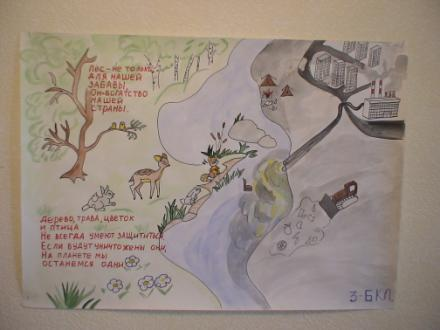 Лес-не только
для нашей
забавы.
Он-богатство
нашей
страны.
Дерево, трава, цветок
и птица
Не всегда умеют защититься.
Если будут уничтожены они,
На планете мы
останемся одни.
3-Б КЛ